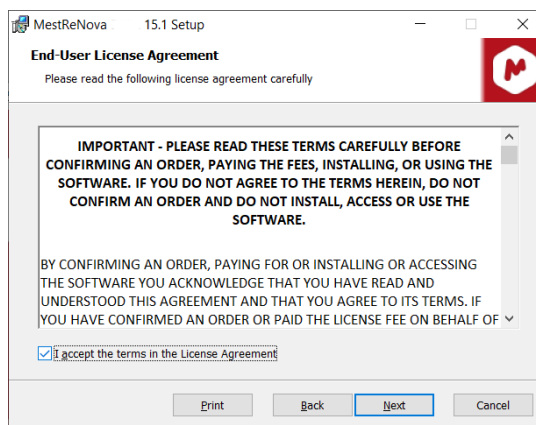 MestReNova 15.1 Setup
End-User License Agreement
Please read the following license agreement carefully
IMPORTANT - PLEASE READ THESE TERMS CAREFULLY BEFORE
CONFIRMING AN ORDER, PAYING THE FEES, INSTALLING, OR USING THE
SOFTWARE. IF YOU DO NOT AGREE TO THE TERMS HEREIN, DO NOT
CONFIRM AN ORDER AND DO NOT INSTALL, ACCESS OR USE THE
SOFTWARE.
BY CONFIRMING AN ORDER, PAYING FOR OR INSTALLING OR ACCESSING
THE SOFTWARE YOU ACKNOWLEDGE THAT YOU HAVE READ AND
UNDERSTOOD THIS AGREEMENT AND THAT YOU AGREE TO ITS TERMS. IF
YOU HAVE CONFIRMED AN ORDER OR PAID THE LICENSE FEE ON BEHALF OF
I accept the terms in the License Agreement
Print Back Next Cancel